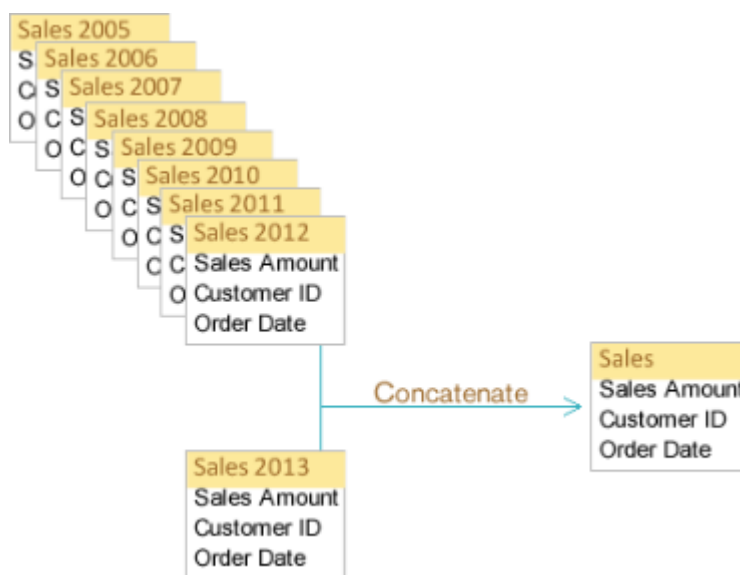 Sales 2005
S
C
O
Sales 2006
S
C
O
Sales 2007
S
C
O
Sales 2008
S
C
O
Sales 2009
S
C
O
Sales 2010
S
C
C
Sales 2011
S
C
O
Sales 2012
Sales Amount
Customer ID
Order Date
Concatenate
Sales
Sales Amount
Customer ID
Order Date
Sales 2013
Sales Amount
Customer ID
Order Date